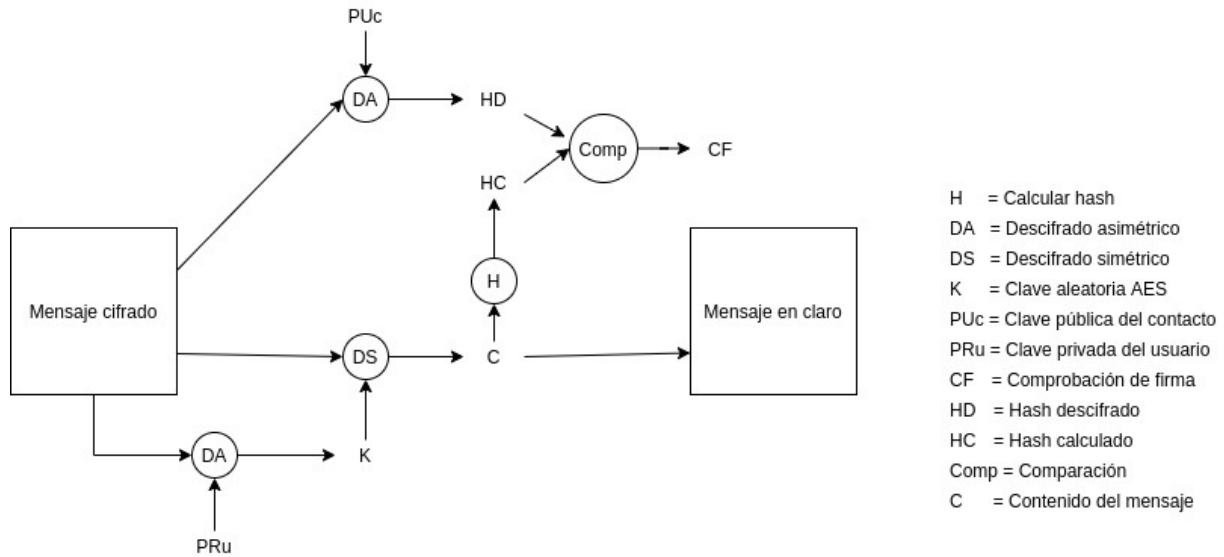 PUc
DA
HD
Comp
CF
HC
H
Mensaje cifrado
Mensaje en claro
DS
C
DA
K
PRu
H = Calcular hash
DA = Descifrado asimétrico
DS = Descifrado simétrico
K = Clave aleatoria AES
PUc = Clave pública del contacto
PRu = Clave privada del usuario
CF = Comprobación de firma
HD = Hash descifrado
HC = Hash calculado
Comp = Comparación
C = Contenido del mensaje